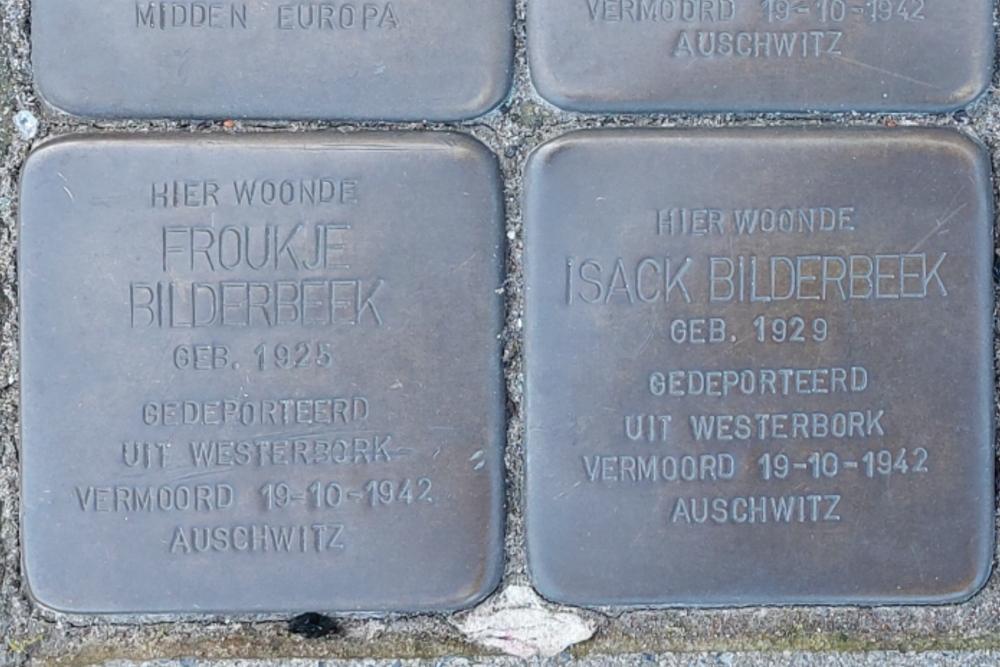 MIDDEN EUROPA
VERMOORD 19-10-1942
AUSCHWITZ
HIER WOONDE
FROUKJE
BILDERBEEK
GEB. 1925
GEDEPORTEERD
UIT WESTERBORK
VERMOORD 19-10-1942
AUSCHWITZ
HIER WOONDE
ISACK BILDERBEEK
GEB. 1929
GEDEPORTEERD
UIT WESTERBORK
VERMOORD 19-10-1942
AUSCHWITZ